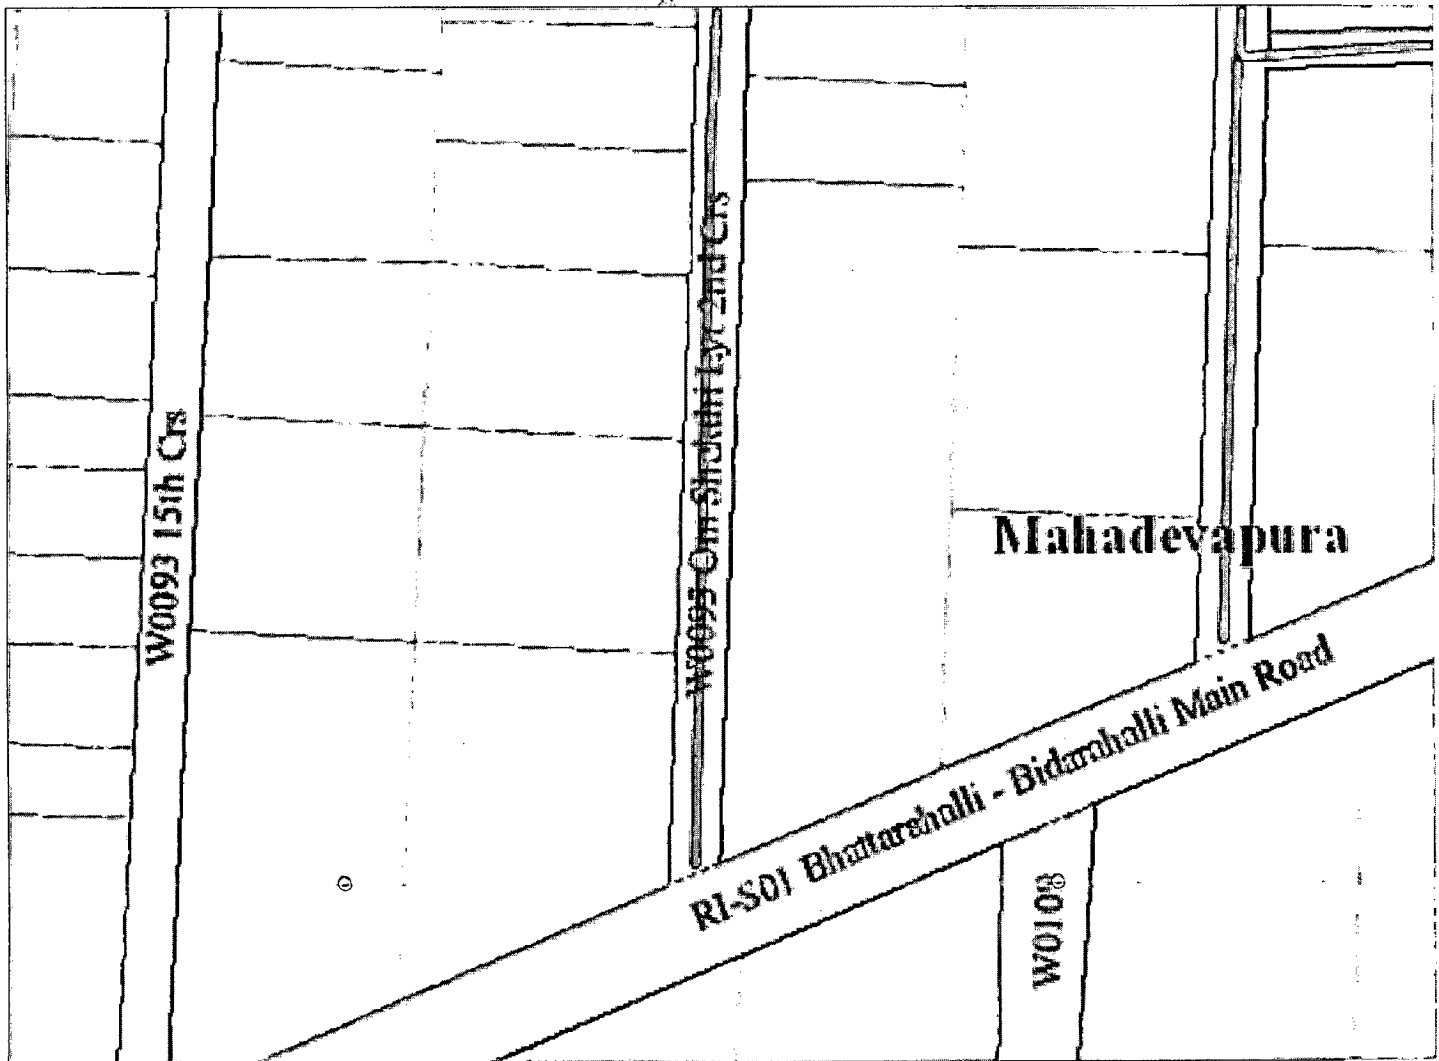 W0093 15th Crs
W0093 Om Shakthi Lyt 2nd Crs
Mahadevapura
RI-S01 Bhattarahalli - Bidarahalli Main Road
W0108